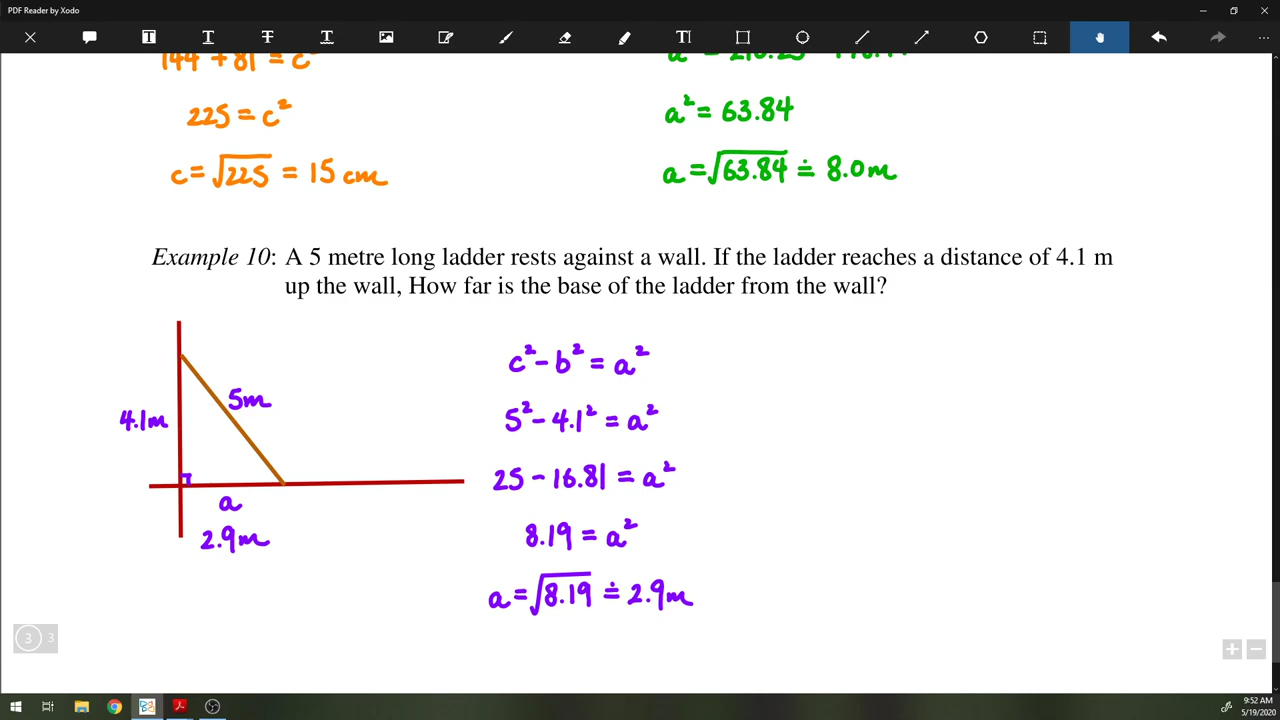 PDF Reader by Xodo
144 + 81 = c
225 = c²
c = √225 = 15 cm
a² = 63.84
a = √63.84 ≐ 8.0m
Example 10: A 5 metre long ladder rests against a wall. If the ladder reaches a distance of 4.1 m
up the wall, How far is the base of the ladder from the wall?
4.1m
5m
a
2.9m
c² - b² = a²
5² - 4.1² = a²
25 - 16.81 = a²
8.19 = a²
a = √8.19 ≐ 2.9m
3 3
9:52 AM
5/19/2020